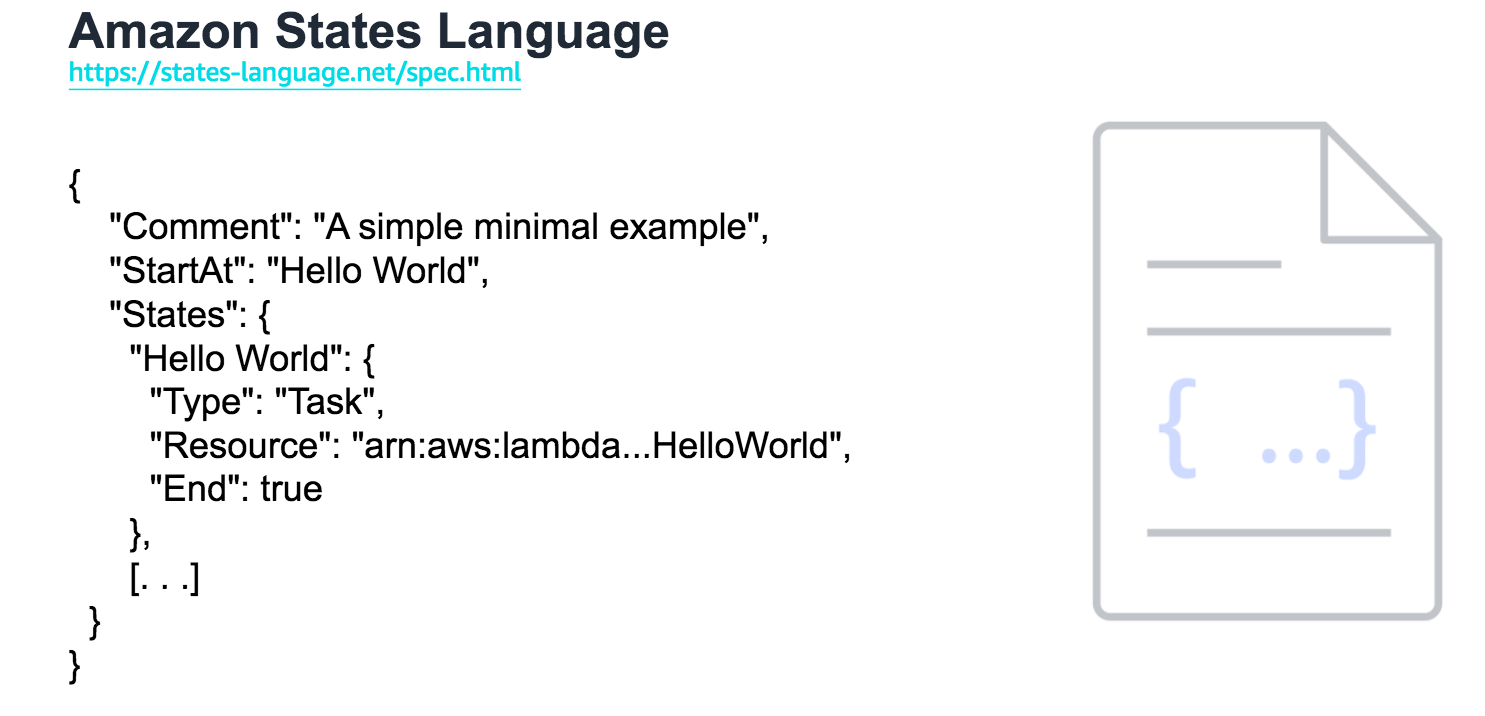 Amazon States Language
https://states-language.net/spec.html
{
"Comment": "A simple minimal example",
"StartAt": "Hello World",
"States": {
"Hello World": {
"Type": "Task",
"Resource": "arn:aws:lambda...HelloWorld",
"End": true
},
[. . .]
}
}
{ ...}